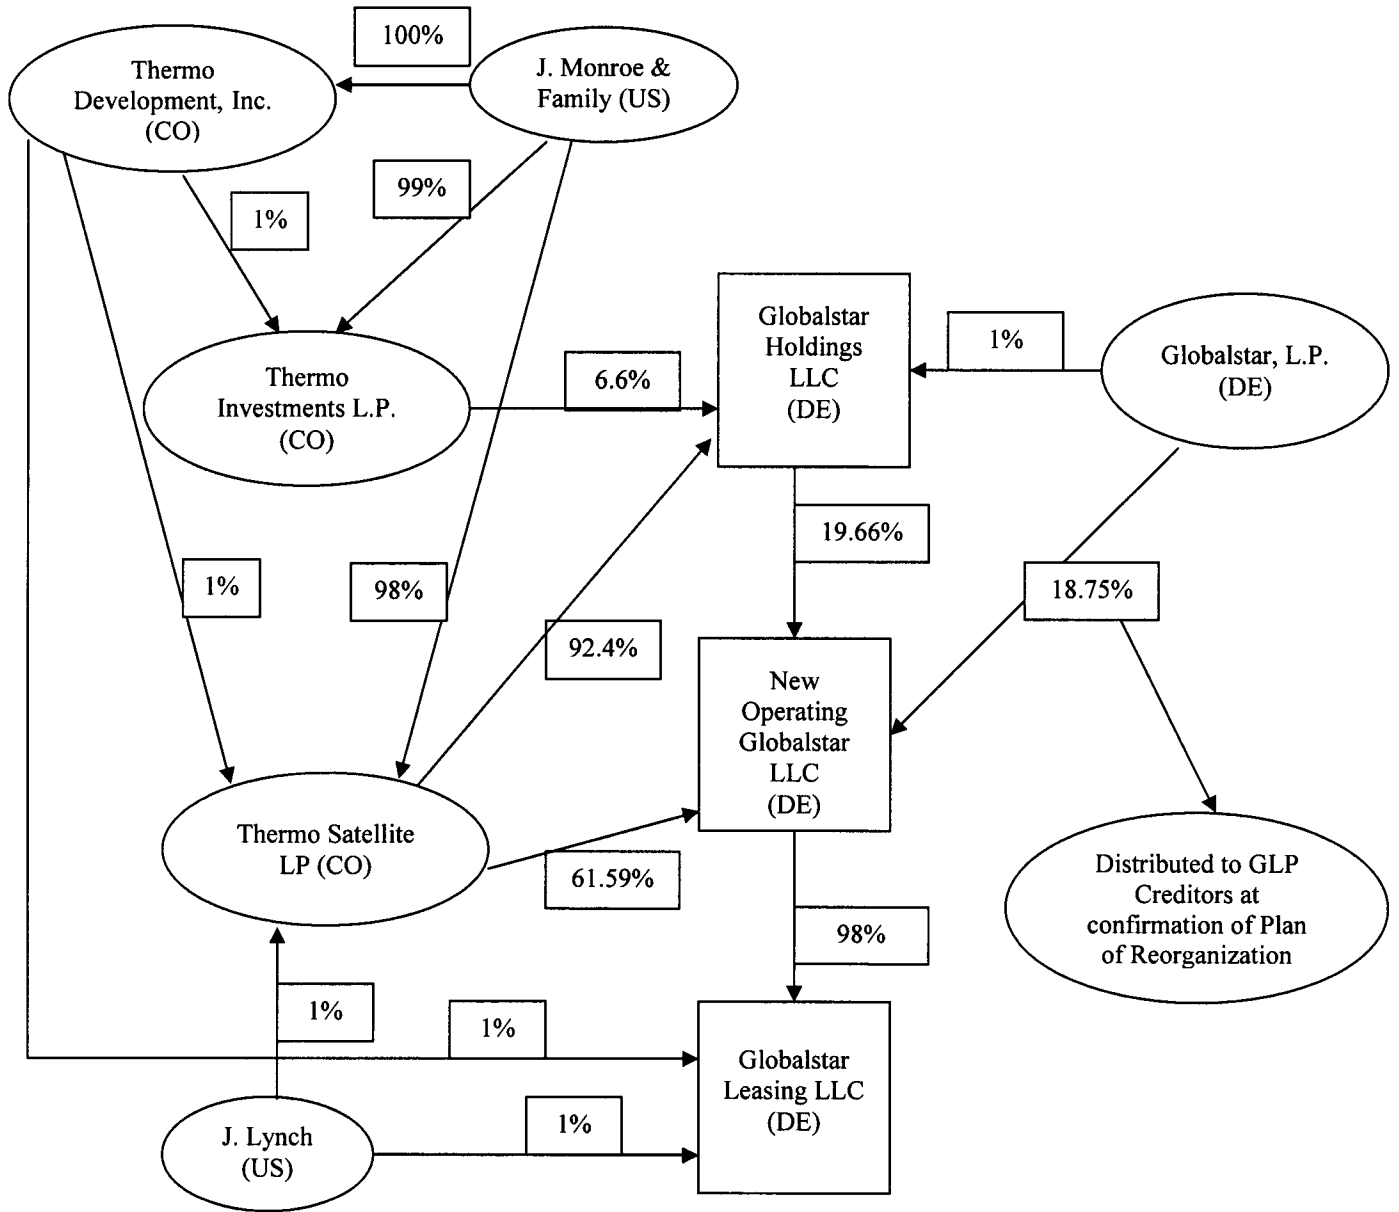 100%
Thermo
Development, Inc.
(CO)
J. Monroe &
Family (US)
99%
1%
Globalstar
Holdings
LLC
(DE)
1%
Globalstar, L.P.
(DE)
Thermo
Investments L.P.
(CO)
6.6%
19.66%
1%
98%
18.75%
92.4%
New
Operating
Globalstar
LLC
(DE)
Thermo Satellite
LP (CO)
61.59%
Distributed to GLP
Creditors at
confirmation of Plan
of Reorganization
98%
1%
1%
Globalstar
Leasing LLC
(DE)
J. Lynch
(US)
1%